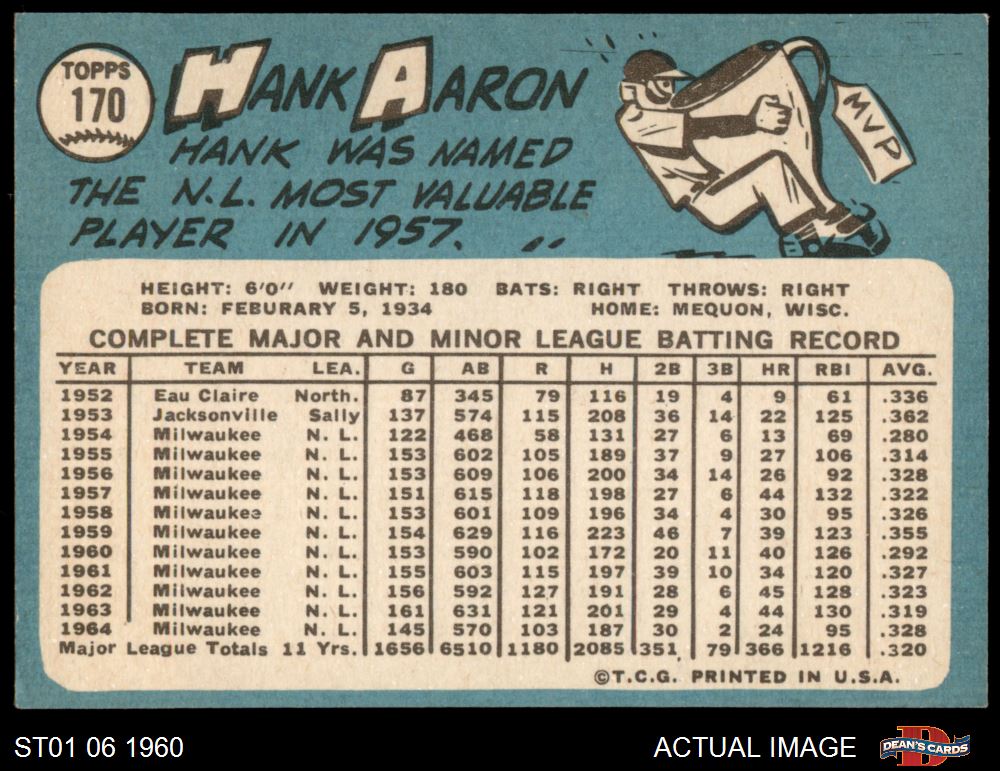 TOPPS
170
HANK AARON
HANK WAS NAMED
THE N.L. MOST VALUABLE
PLAYER IN 1957.
MVP
HEIGHT: 6'0" WEIGHT: 180 BATS: RIGHT THROWS: RIGHT
BORN: FEBURARY 5, 1934 HOME: MEQUON, WISC.
COMPLETE MAJOR AND MINOR LEAGUE BATTING RECORD
YEAR TEAM LEA. G AB R H 2B 3B HR RBI AVG.
1952 Eau Claire North. 87 345 79 116 19 4 9 61 .336
1953 Jacksonville Sally 137 574 115 208 36 14 22 125 .362
1954 Milwaukee N. L. 122 468 58 131 27 6 13 69 .280
1955 Milwaukee N. L. 153 602 105 189 37 9 27 106 .314
1956 Milwaukee N. L. 153 609 106 200 34 14 26 92 .328
1957 Milwaukee N. L. 151 615 118 198 27 6 44 132 .322
1958 Milwaukee N. L. 153 601 109 196 34 4 30 95 .326
1959 Milwaukee N. L. 154 629 116 223 46 7 39 123 .355
1960 Milwaukee N. L. 153 590 102 172 20 11 40 126 .292
1961 Milwaukee N. L. 155 603 115 197 39 10 34 120 .327
1962 Milwaukee N. L. 156 592 127 191 28 6 45 128 .323
1963 Milwaukee N. L. 161 631 121 201 29 4 44 130 .319
1964 Milwaukee N. L. 145 570 103 187 30 2 24 95 .328
Major League Totals 11 Yrs. 1656 6510 1180 2085 351 79 366 1216 .320
©T.C.G. PRINTED IN U.S.A.
ST01 06 1960 ACTUAL IMAGE DEAN'S CARDS